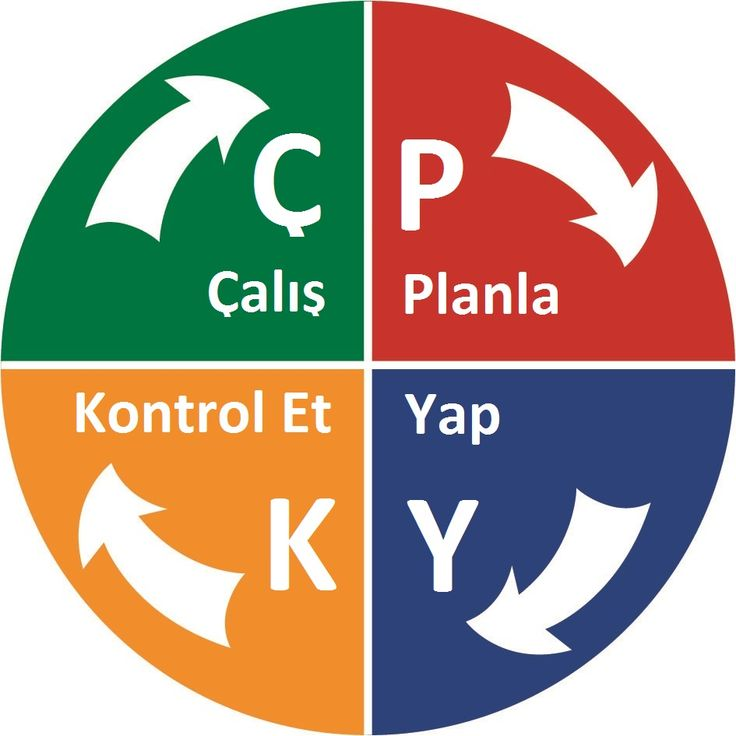 Ç
Çalış
P
Planla
Kontrol Et
K
Yap
Y